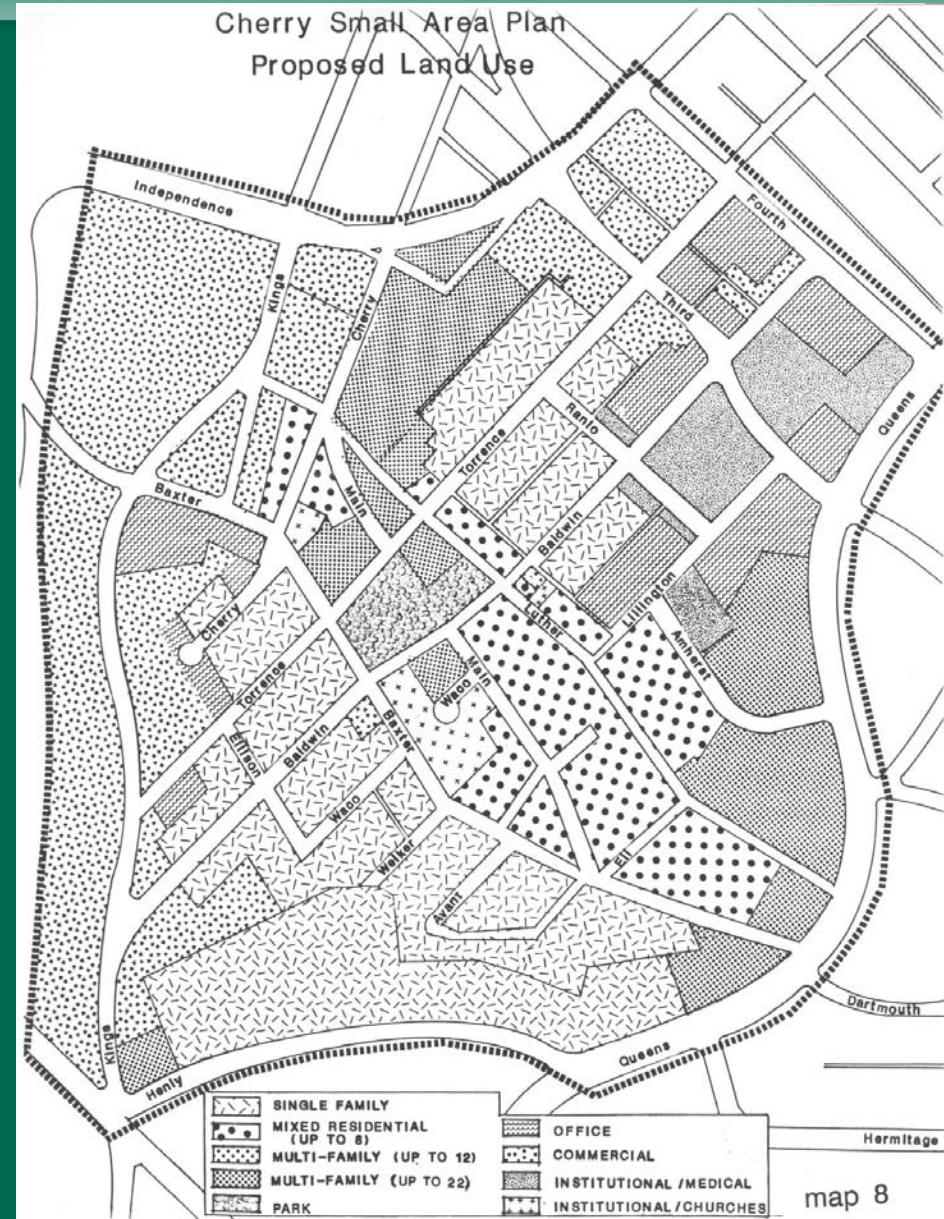 Cherry Small Area Plan
Proposed Land Use
Independence
Kings
Cherry
Fourth
Third
Queens
Ranlo
Torrence
Main
Baxter
Baldwin
Luther
Lillington
Amherst
Cherry
Torrence
Ellison
Baldwin
Main
Waco
Baxter
Waco
Walker
Avant
Eli
Kings
Henly
Queens
Dartmouth
Hermitage
SINGLE FAMILY
MIXED RESIDENTIAL
(UP TO 8)
MULTI-FAMILY (UP TO 12)
MULTI-FAMILY (UP TO 22)
PARK
OFFICE
COMMERCIAL
INSTITUTIONAL/MEDICAL
INSTITUTIONAL/CHURCHES
map 8